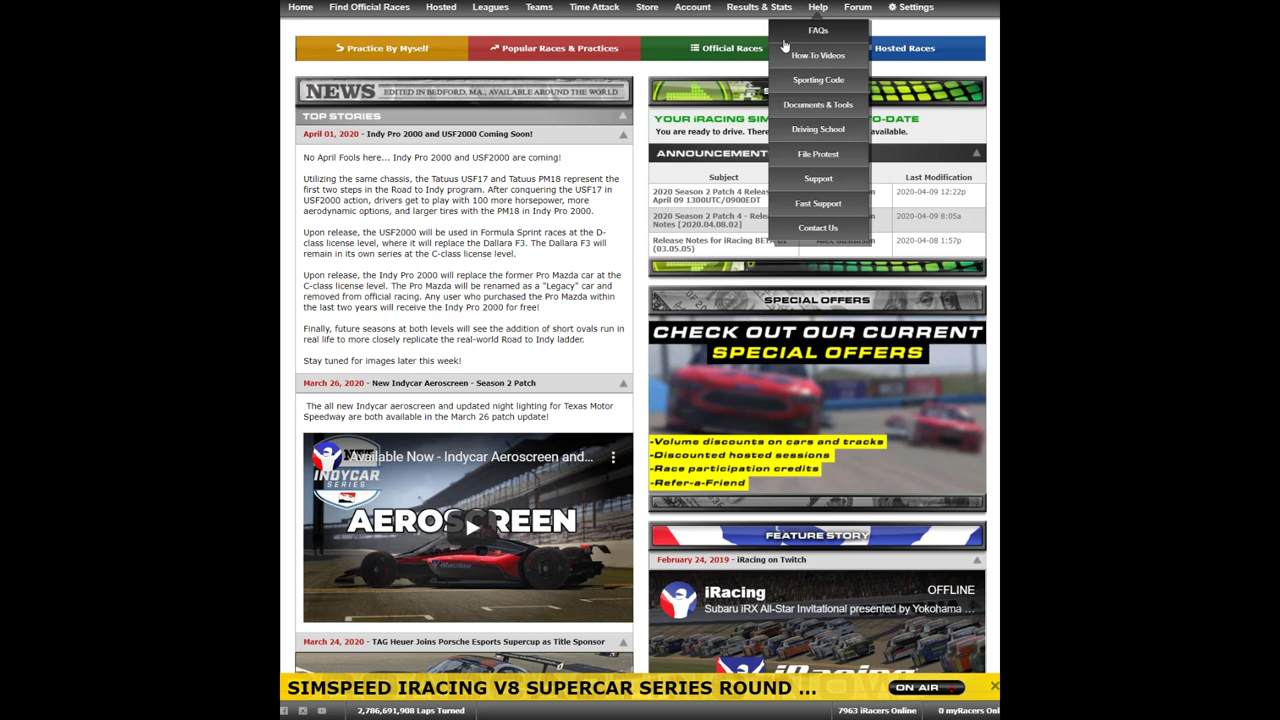 Home Find Official Races Hosted Leagues Teams Time Attack Store Account Results & Stats Help Forum Settings
Practice By Myself Popular Races & Practices Official Races Hosted Races
FAQs
How-To Videos
Sporting Code
Documents & Tools
Driving School
File Protest
Support
Fast Support
Contact Us
NEWS EDITED IN BEDFORD, MA., AVAILABLE AROUND THE WORLD
TOP STORIES
April 01, 2020 - Indy Pro 2000 and USF2000 Coming Soon!
No April Fools here... Indy Pro 2000 and USF2000 are coming!
Utilizing the same chassis, the Tatuus USF17 and Tatuus PM18 represent the
first two steps in the Road to Indy program. After conquering the USF17 in
USF2000 action, drivers get to play with 100 more horsepower, more
aerodynamic options, and larger tires with the PM18 in Indy Pro 2000.
Upon release, the USF2000 will be used in Formula Sprint races at the D-
class license level, where it will replace the Dallara F3. The Dallara F3 will
remain in its own series at the C-class license level.
Upon release, the Indy Pro 2000 will replace the former Pro Mazda car at the
C-class license level. The Pro Mazda will be renamed as a "Legacy" car and
removed from official racing. Any user who purchased the Pro Mazda within
the last two years will receive the Indy Pro 2000 for free!
Finally, future seasons at both levels will see the addition of short ovals run in
real life to more closely replicate the real-world Road to Indy ladder.
Stay tuned for images later this week!
March 26, 2020 - New Indycar Aeroscreen - Season 2 Patch
The all new Indycar aeroscreen and updated night lighting for Texas Motor
Speedway are both available in the March 26 patch update!
Available Now - Indycar Aeroscreen and...
INDYCAR
SERIES
AEROSCREEN
March 24, 2020 - TAG Heuer Joins Porsche Esports Supercup as Title Sponsor
YOUR iRACING SIM O-DATE
You are ready to drive. There available.
ANNOUNCEMENT
Subject Last Modification
2020 Season 2 Patch 4 Relea 2020-04-09 12:22p
April 09 1300UTC/0900EDT
2020 Season 2 Patch 4 - Relea 2020-04-09 8:05a
Notes [2020.04.08.02]
Release Notes for iRacing BETA 2020-04-08 1:57p
(03.05.05)
SPECIAL OFFERS
CHECK OUT OUR CURRENT
SPECIAL OFFERS
-Volume discounts on cars and tracks
-Discounted hosted sessions
-Race participation credits
-Refer-a-Friend
FEATURE STORY
February 24, 2019 - iRacing on Twitch
iRacing OFFLINE
Subaru iRX All-Star Invitational presented by Yokohama ...
iRacing
SIMSPEED IRACING V8 SUPERCAR SERIES ROUND ... ON AIR
2,786,691,908 Laps Turned 7963 iRacers Online 0 myRacers Onl